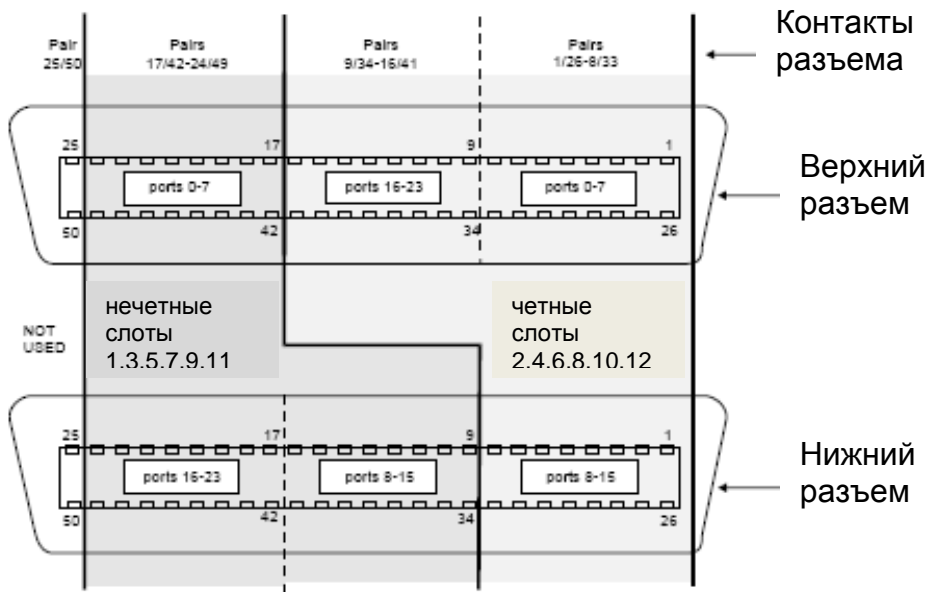 Pair
25/50
Pairs
17/42-24/49
Pairs
9/34-16/41
Pairs
1/26-8/33
Контакты
разъема
25
17
9
1
ports 0-7
ports 16-23
ports 0-7
50
42
34
26
Верхний
разъем
NOT
USED
нечетные
слоты
1.3.5.7.9.11
четные
слоты
2.4.6.8.10.12
25
17
9
1
ports 16-23
ports 8-15
ports 8-15
50
42
34
26
Нижний
разъем